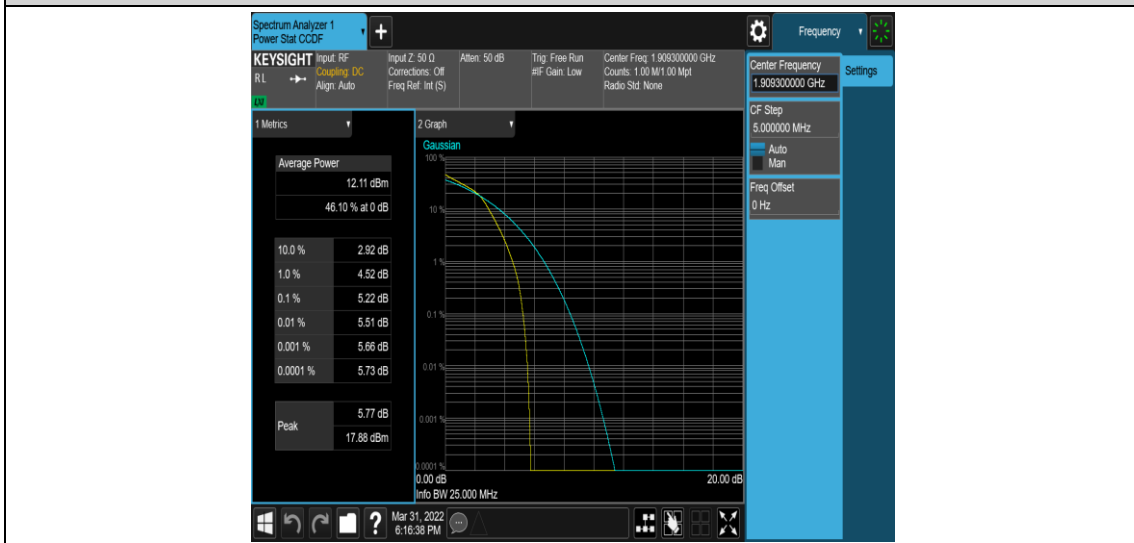 Spectrum Analyzer 1
Power Stat CCDF
Frequency
KEYSIGHT
RL
Input: RF
Coupling: DC
Align: Auto
Input Z: 50 Ω
Corrections: Off
Freq Ref: Int (S)
Atten: 50 dB
Trig: Free Run
#IF Gain: Low
Center Freq: 1.909300000 GHz
Counts: 1.00 M/1.00 Mpt
Radio Std: None
Center Frequency
1.909300000 GHz
Settings
CF Step
5.000000 MHz
Auto
Man
Freq Offset
0 Hz
1 Metrics
Average Power
12.11 dBm
46.10 % at 0 dB
10.0 % 2.92 dB
1.0 % 4.52 dB
0.1 % 5.22 dB
0.01 % 5.51 dB
0.001 % 5.66 dB
0.0001 % 5.73 dB
Peak
5.77 dB
17.88 dBm
2 Graph
Gaussian
100 %
10 %
1 %
0.1 %
0.01 %
0.001 %
0.0001 %
0.00 dB 20.00 dB
Info BW 25.000 MHz
?
Mar 31, 2022
6:16:38 PM